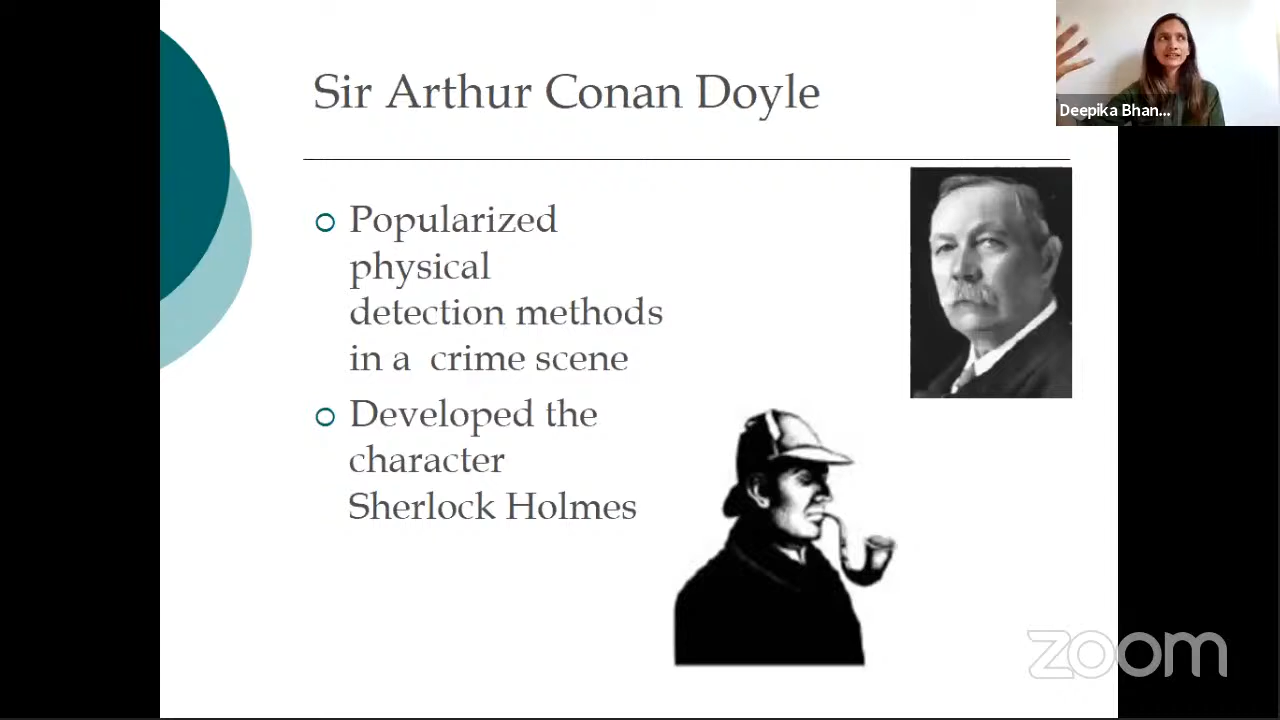 Sir Arthur Conan Doyle
Deepika Bhan...
Popularized
physical
detection methods
in a crime scene
Developed the
character
Sherlock Holmes
zoom